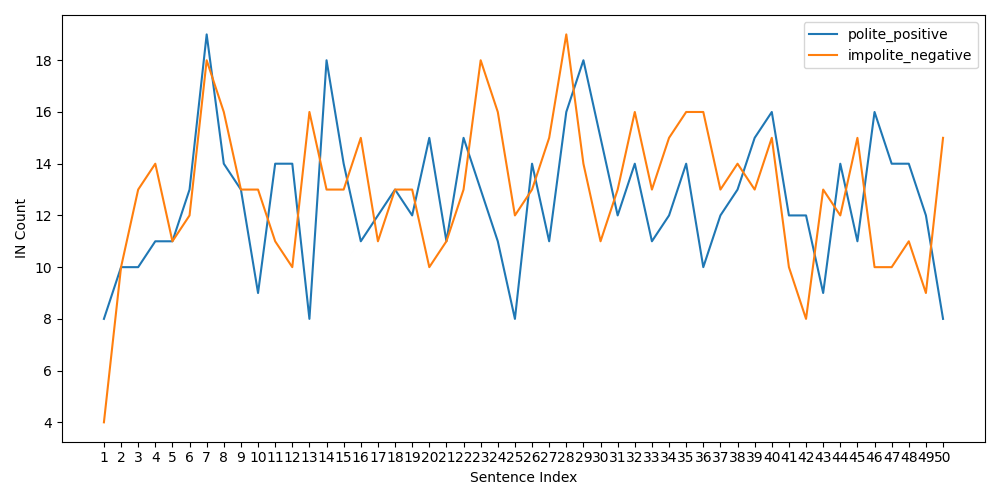 polite_positive
impolite_negative
18
16
14
12
10
8
6
4
IN Count
1 2 3 4 5 6 7 8 9 10 11 12 13 14 15 16 17 18 19 20 21 22 23 24 25 26 27 28 29 30 31 32 33 34 35 36 37 38 39 40 41 42 43 44 45 46 47 48 49 50
Sentence Index